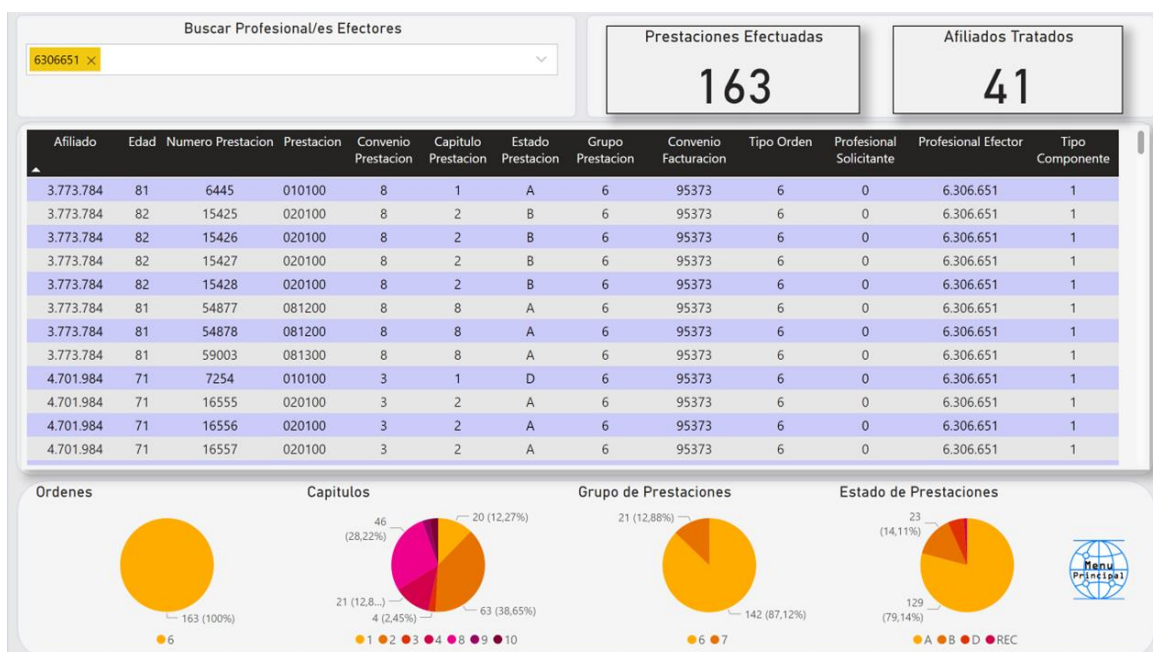 Buscar Profesional/es Efectores
6306651 ×
Prestaciones Efectuadas
163
Afiliados Tratados
41
Afiliado Edad Numero Prestacion Prestacion Convenio Prestacion Capitulo Prestacion Estado Prestacion Grupo Prestacion Convenio Facturacion Tipo Orden Profesional Solicitante Profesional Efector Tipo Componente
3.773.784 81 6445 010100 8 1 A 6 95373 6 0 6.306.651 1
3.773.784 82 15425 020100 8 2 B 6 95373 6 0 6.306.651 1
3.773.784 82 15426 020100 8 2 B 6 95373 6 0 6.306.651 1
3.773.784 82 15427 020100 8 2 B 6 95373 6 0 6.306.651 1
3.773.784 82 15428 020100 8 2 B 6 95373 6 0 6.306.651 1
3.773.784 81 54877 081200 8 8 A 6 95373 6 0 6.306.651 1
3.773.784 81 54878 081200 8 8 A 6 95373 6 0 6.306.651 1
3.773.784 81 59003 081300 8 8 A 6 95373 6 0 6.306.651 1
4.701.984 71 7254 010100 3 1 D 6 95373 6 0 6.306.651 1
4.701.984 71 16555 020100 3 2 A 6 95373 6 0 6.306.651 1
4.701.984 71 16556 020100 3 2 A 6 95373 6 0 6.306.651 1
4.701.984 71 16557 020100 3 2 A 6 95373 6 0 6.306.651 1
Ordenes
163 (100%)
6
Capitulos
46
(28,22%)
20 (12,27%)
21 (12,8...)
4 (2,45%)
63 (38,65%)
1 2 3 4 8 9 10
Grupo de Prestaciones
21 (12,88%)
142 (87,12%)
6 7
Estado de Prestaciones
23
(14,11%)
129
(79,14%)
A B D REC
Menu
Principal